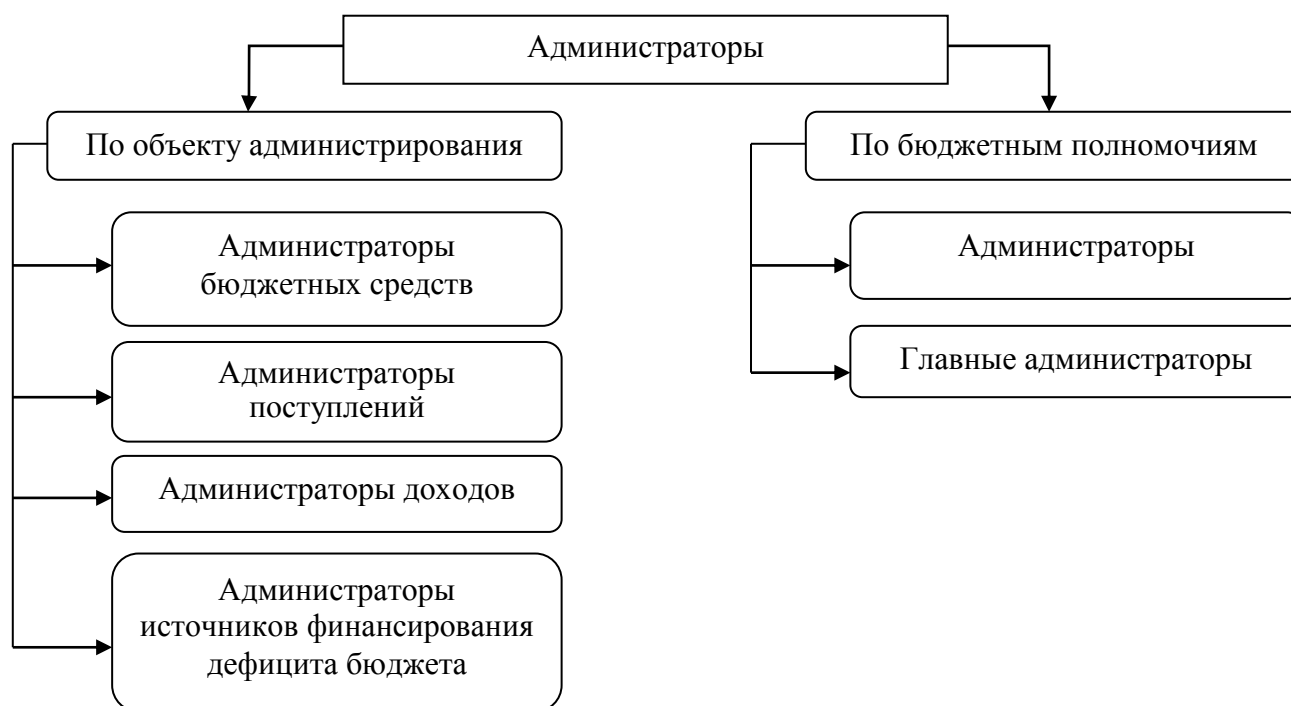 Администраторы
По объекту администрирования
Администраторы
бюджетных средств
Администраторы
поступлений
Администраторы доходов
Администраторы
источников финансирования
дефицита бюджета
По бюджетным полномочиям
Администраторы
Главные администраторы